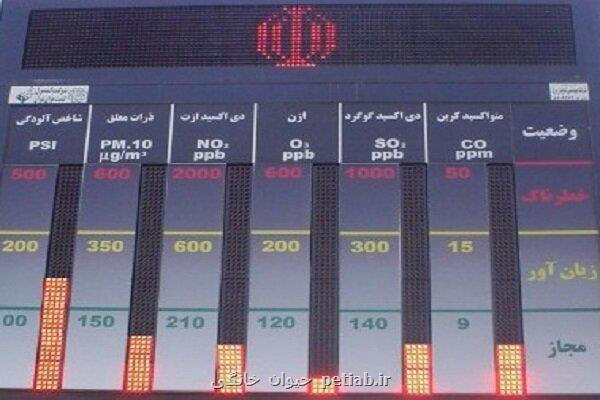 وضعیت
منواکسید کربن
CO
ppm
دی اکسید گوگرد
SO₂
ppb
ازن
O₃
ppb
دی اکسید ازت
NO₂
ppb
ذرات معلق
PM.10
µg/m³
شاخص آلودگی
PSI
خطرناک 50 1000 600 2000 600 500
زیان آور 15 300 200 600 350 200
مجاز 9 140 120 210 150 00
petiab.ir حیوان خانگی